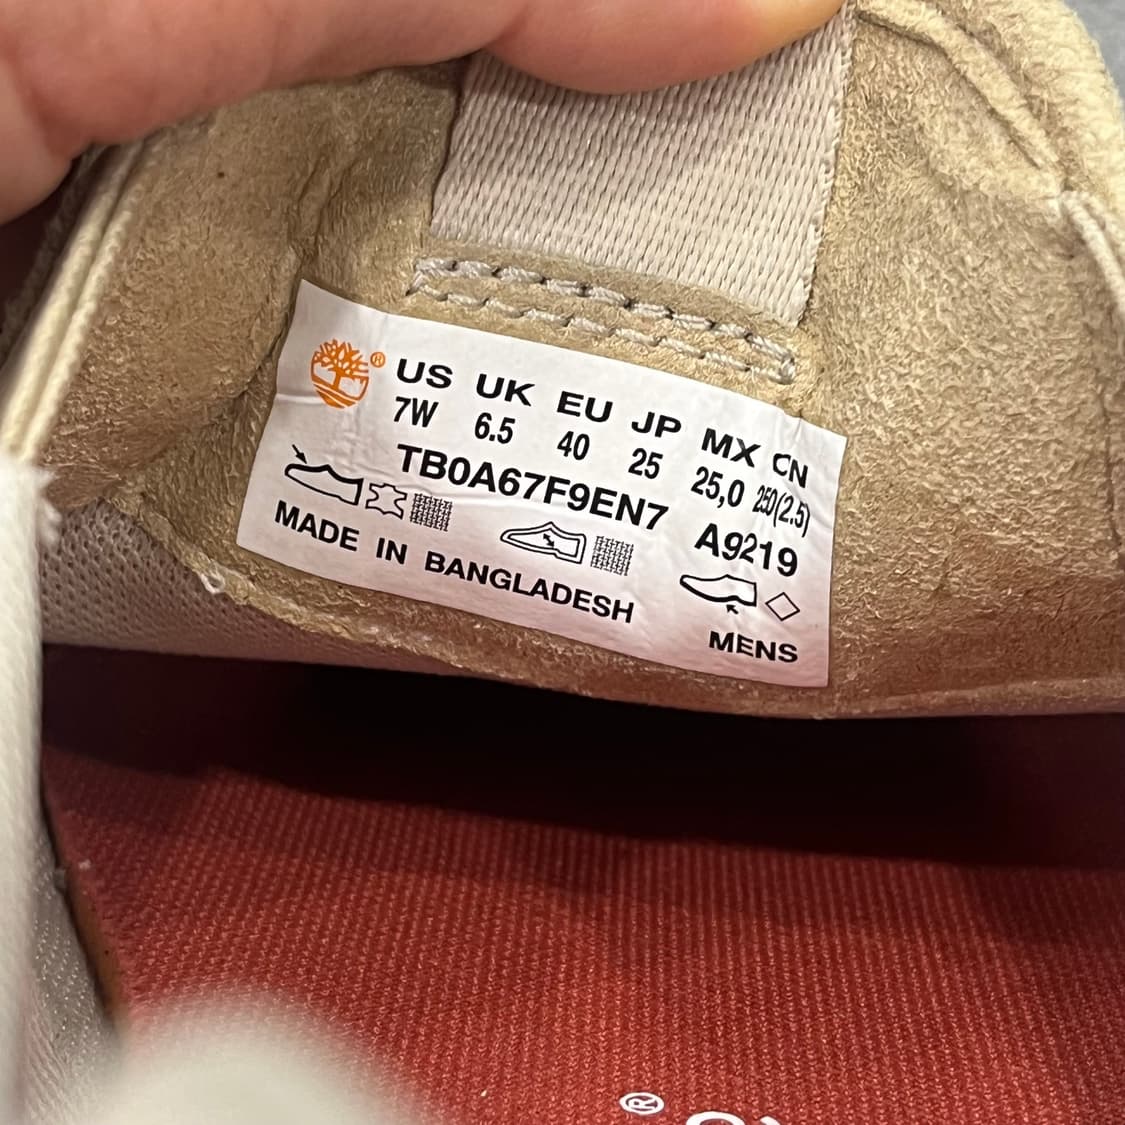 ® US UK EU JP MX CN
7W 6.5 40 25 25,0 250(2.5)
TB0A67F9EN7 A9219
MADE IN BANGLADESH MENS
®